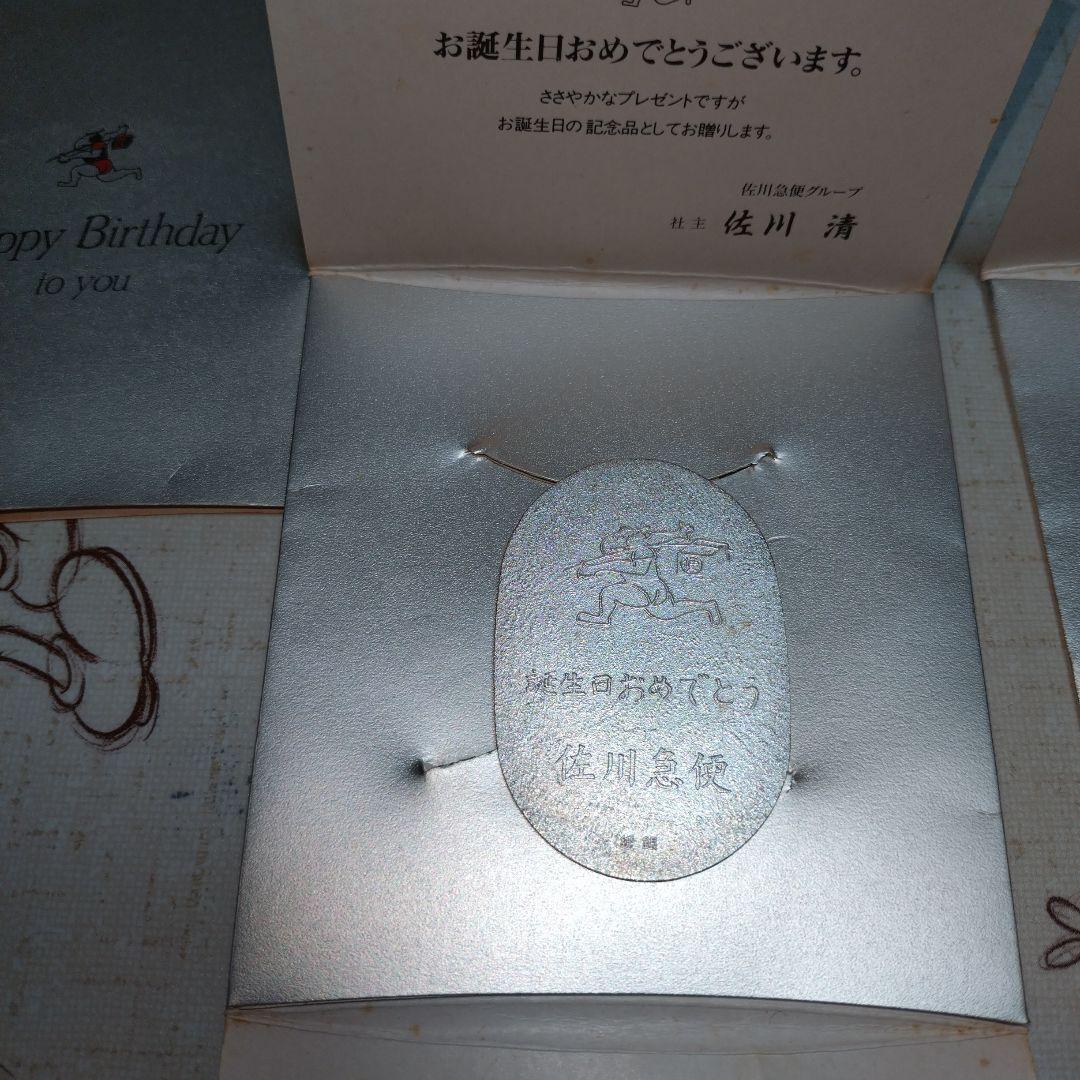 お誕生日おめでとうございます。
ささやかなプレゼントですが
お誕生日の記念品としてお贈りします。
佐川急便グループ
社主 佐川 清
ppy Birthday
to you
誕生日おめでとう
佐川急便